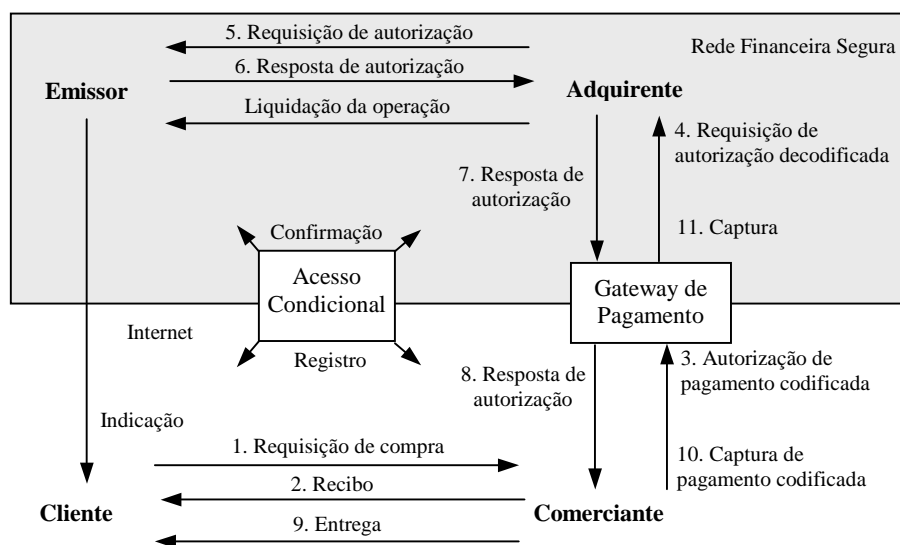 5. Requisição de autorização
Rede Financeira Segura
6. Resposta de autorização
Emissor
Adquirente
Liquidação da operação
4. Requisição de
autorização decodificada
7. Resposta de
autorização
11. Captura
Confirmação
Acesso
Condicional
Gateway de
Pagamento
Internet
Registro
3. Autorização de
pagamento codificada
8. Resposta de
autorização
Indicação
1. Requisição de compra
10. Captura de
pagamento codificada
2. Recibo
Cliente
Comerciante
9. Entrega